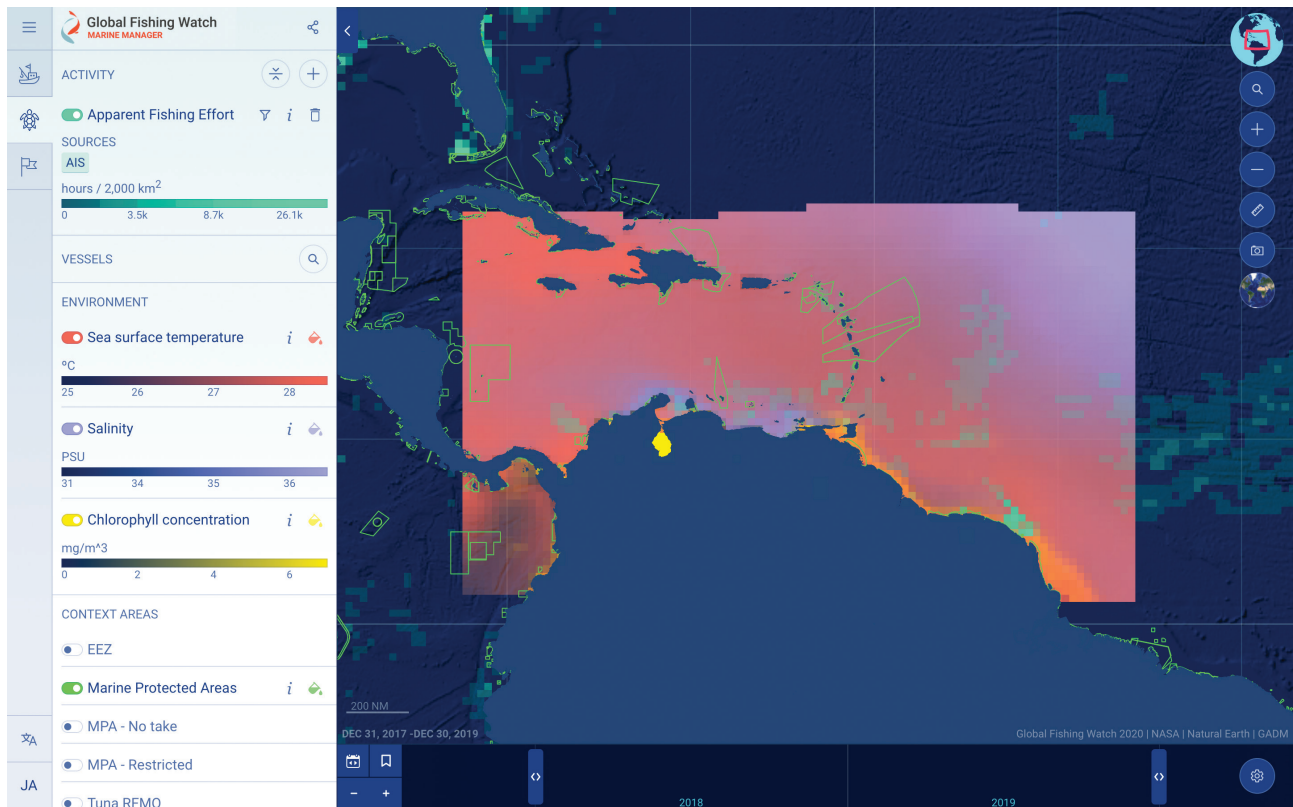 Global Fishing Watch
MARINE MANAGER
ACTIVITY
Apparent Fishing Effort
SOURCES
AIS
hours / 2,000 km²
0 3.5k 8.7k 26.1k
VESSELS
ENVIRONMENT
Sea surface temperature
ºC
25 26 27 28
Salinity
PSU
31 34 35 36
Chlorophyll concentration
mg/m^3
0 2 4 6
CONTEXT AREAS
EEZ
Marine Protected Areas
MPA - No take
MPA - Restricted
Tuna RFMO
JA
200 NM
DEC 31, 2017 -DEC 30, 2019
Global Fishing Watch 2020 | NASA | Natural Earth | GADM
2018 2019